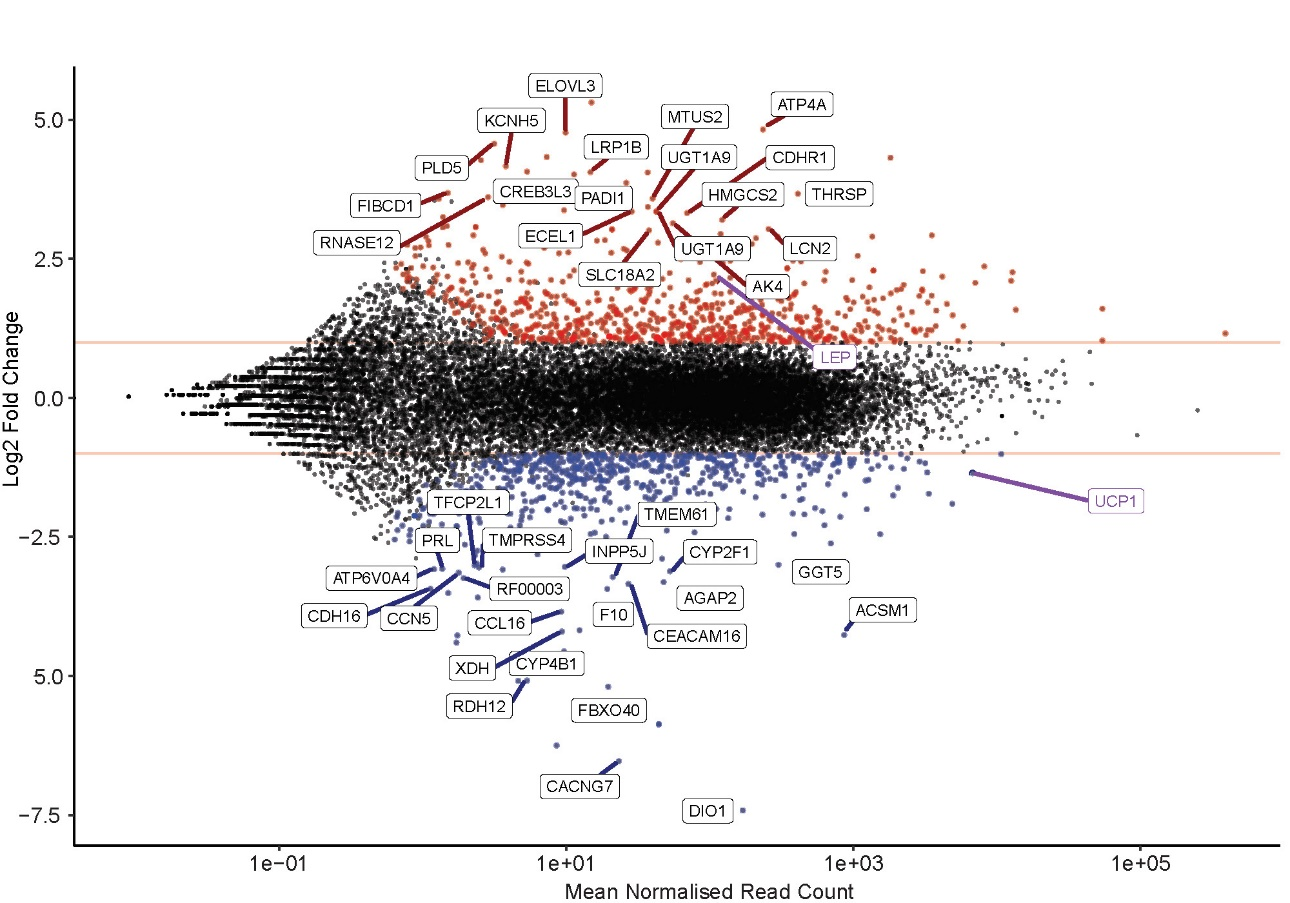 ELOVL3
ATP4A
5.0
KCNH5
MTUS2
LRP1B
UGT1A9
CDHR1
PLD5
CREB3L3
PADI1
HMGCS2
THRSP
FIBCD1
RNASE12
ECEL1
UGT1A9
LCN2
2.5
SLC18A2
AK4
LEP
Log2 Fold Change
0.0
UCP1
TFCP2L1
TMEM61
−2.5
PRL
TMPRSS4
INPP5J
CYP2F1
GGT5
ATP6V0A4
RF00003
AGAP2
CDH16
CCN5
CCL16
F10
ACSM1
CEACAM16
XDH
CYP4B1
5.0
RDH12
FBXO40
CACNG7
DIO1
−7.5
1e−01
1e+01
1e+03
1e+05
Mean Normalised Read Count